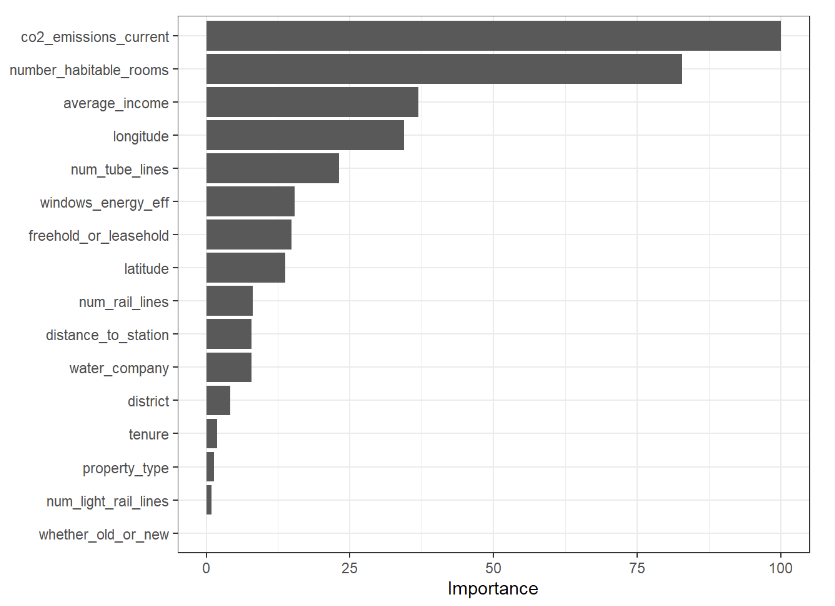 co2_emissions_current
number_habitable_rooms
average_income
longitude
num_tube_lines
windows_energy_eff
freehold_or_leasehold
latitude
num_rail_lines
distance_to_station
water_company
district
tenure
property_type
num_light_rail_lines
whether_old_or_new
0 25 50 75 100
Importance